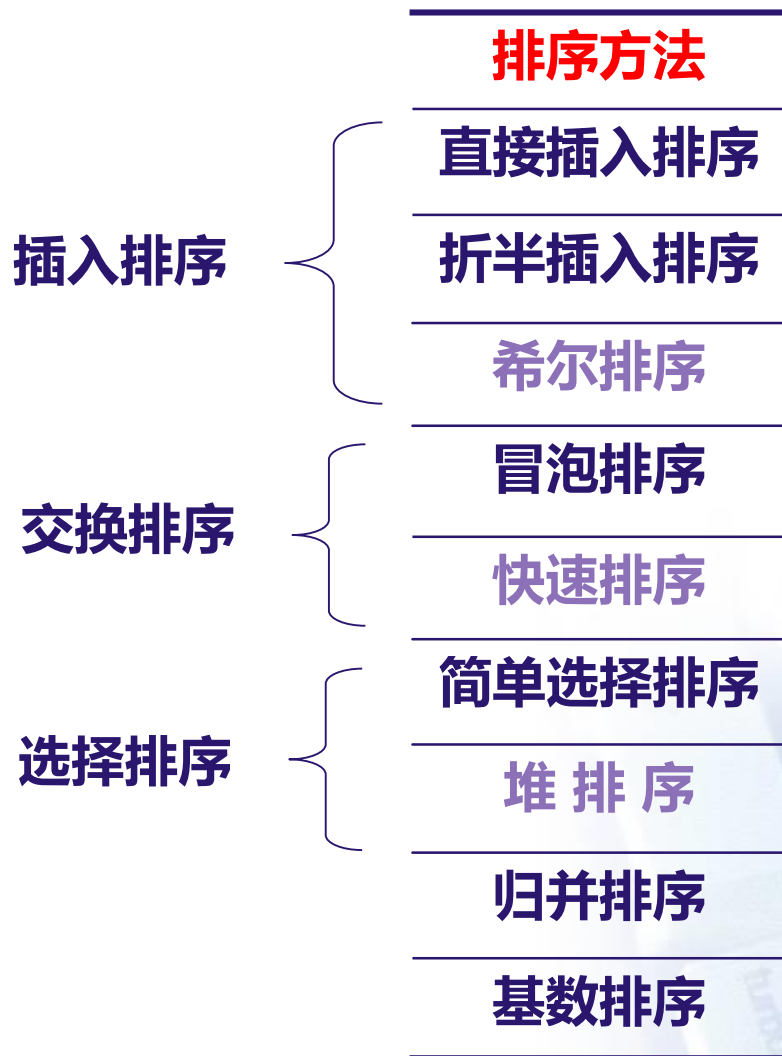 排序方法
直接插入排序
插入排序
折半插入排序
希尔排序
冒泡排序
交换排序
快速排序
简单选择排序
选择排序
堆 排 序
归并排序
基数排序